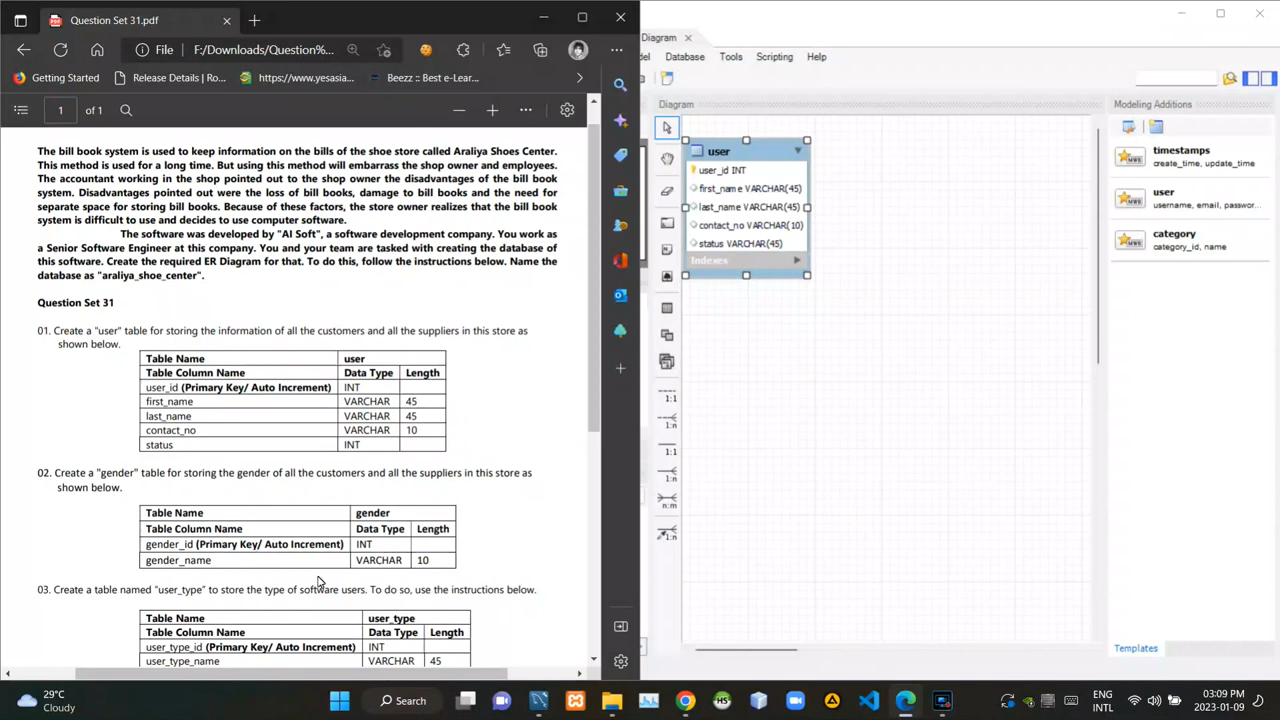 Question Set 31.pdf
File
F:/Downloads/Question%...
Getting Started
Release Details | Ro...
https://www.yesasia...
Beezz :: Best e-Lear...
1
of 1
The bill book system is used to keep information on the bills of the shoe store called Araliya Shoes Center.
This method is used for a long time. But using this method will embrass the shop owner and employees.
The accountant working in the shop pointed out to the shop owner the disadvantages of the bill book
system. Disadvantages pointed out were the loss of bill books, damage to bill books and the need for
separate space for storing bill books. Because of these factors, the store owner realizes that the bill book
system is difficult to use and decides to use computer software.
The software was developed by "AI Soft", a software development company. You work as
a Senior Software Engineer at this company. You and your team are tasked with creating the database of
this software. Create the required ER Diagram for that. To do this, follow the instructions below. Name the
database as "araliya_shoe_center".
Question Set 31
01. Create a "user" table for storing the information of all the customers and all the suppliers in this store as
shown below.
Table Name user
Table Column Name Data Type Length
user_id (Primary Key/ Auto Increment) INT
first_name VARCHAR 45
last_name VARCHAR 45
contact_no VARCHAR 10
status INT
02. Create a "gender" table for storing the gender of all the customers and all the suppliers in this store as
shown below.
Table Name gender
Table Column Name Data Type Length
gender_id (Primary Key/ Auto Increment) INT
gender_name VARCHAR 10
03. Create a table named "user_type" to store the type of software users. To do so, use the instructions below.
Table Name user_type
Table Column Name Data Type Length
user_type_id (Primary Key/ Auto Increment) INT
user_type_name VARCHAR 45
Diagram
Database Tools Scripting Help
Diagram
user
user_id INT
first_name VARCHAR(45)
last_name VARCHAR(45)
contact_no VARCHAR(10)
status VARCHAR(45)
Indexes
1:1
1:n
1:1
1:n
n:m
1:n
Modeling Additions
timestamps
create_time, update_time
user
username, email, passwor...
category
category_id, name
Templates
29°C
Cloudy
Search
ENG
INTL
03:09 PM
2023-01-09